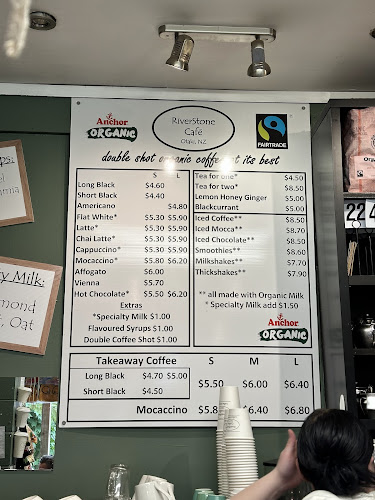 Anchor
ORGANIC
RiverStone
Café
Otaki, NZ
FAIRTRADE
double shot organic coffee at its best
S L
Long Black $4.60
Short Black $4.40
Americano $4.80
Flat White* $5.30 $5.90
Latte* $5.30 $5.90
Chai Latte* $5.30 $5.90
Cappuccino* $5.30 $5.90
Mocaccino* $5.80 $6.20
Affogato $6.00
Vienna $5.70
Hot Chocolate* $5.50 $6.20
Extras
*Specialty Milk $1.00
Flavoured Syrups $1.00
Double Coffee Shot $1.00
Tea for one* $4.50
Tea for two* $8.50
Lemon Honey Ginger $5.00
Blackcurrant $5.00
Iced Coffee** $8.50
Iced Mocca** $8.70
Iced Chocolate** $8.50
Smoothies** $8.60
Milkshakes** $7.70
Thickshakes** $7.90
** all made with Organic Milk
* Specialty Milk add $1.50
Anchor
ORGANIC
Takeaway Coffee S M L
Long Black $4.70 $5.00
Short Black $4.50
$5.50 $6.00 $6.40
Mocaccino $5.8 $6.40 $6.80
y Milk:
mond
, Oat
22 4